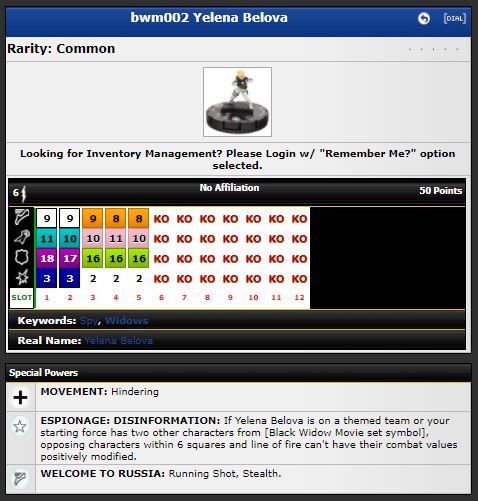 bwm002 Yelena Belova
[DIAL]
Rarity: Common
Looking for Inventory Management? Please Login w/ "Remember Me?" option
selected.
6
No Affiliation
50 Points
9 9 9 8 8 KO KO KO KO KO KO KO
11 10 10 11 10 KO KO KO KO KO KO KO
18 17 16 16 16 KO KO KO KO KO KO KO
3 3 2 2 2 KO KO KO KO KO KO KO
SLOT 1 2 3 4 5 6 7 8 9 10 11 12
Keywords: Spy, Widows
Real Name: Yelena Belova
Special Powers
MOVEMENT: Hindering
ESPIONAGE: DISINFORMATION: If Yelena Belova is on a themed team or your
starting force has two other characters from [Black Widow Movie set symbol],
opposing characters within 6 squares and line of fire can't have their combat values
positively modified.
WELCOME TO RUSSIA: Running Shot, Stealth.